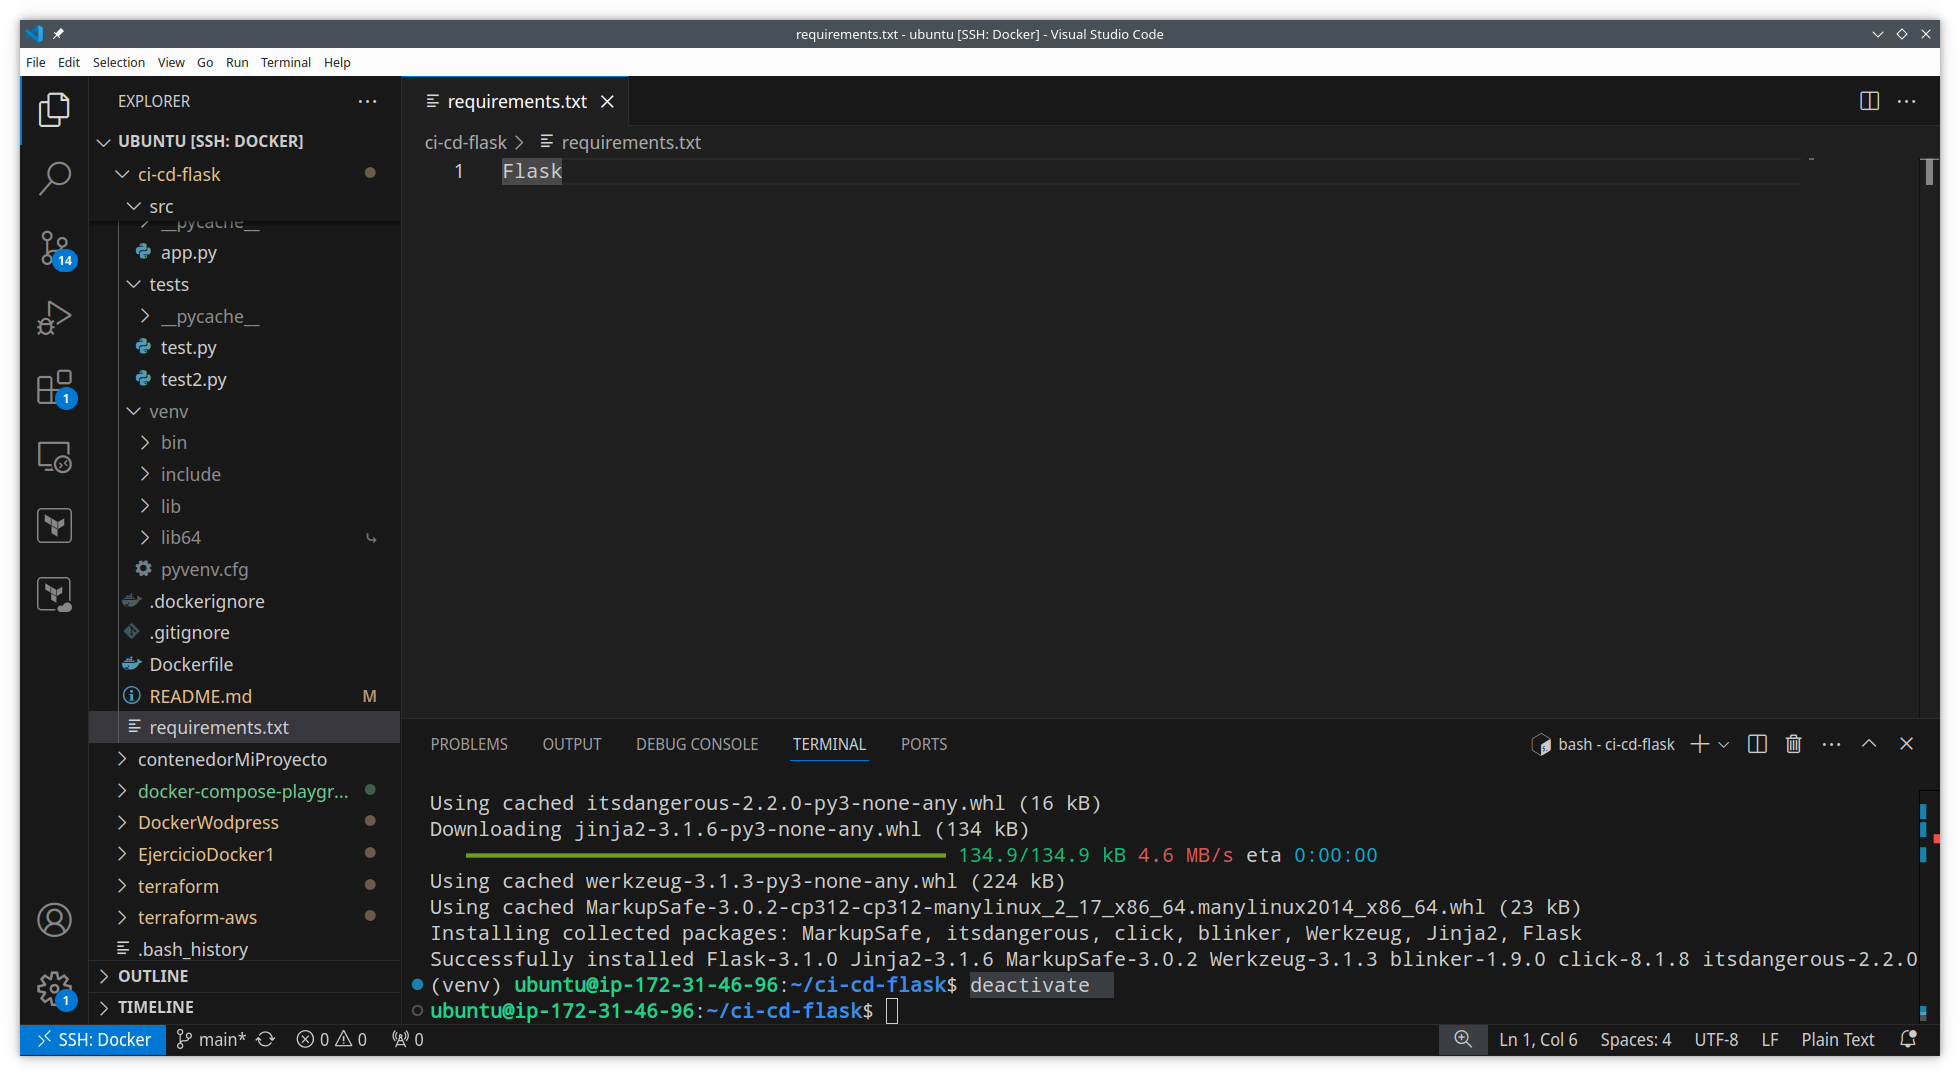 requirements.txt - ubuntu [SSH: Docker] - Visual Studio Code
File Edit Selection View Go Run Terminal Help
EXPLORER
UBUNTU [SSH: DOCKER]
ci-cd-flask
src
__pycache__
app.py
tests
__pycache__
test.py
test2.py
venv
bin
include
lib
lib64
pyvenv.cfg
.dockerignore
.gitignore
Dockerfile
README.md M
requirements.txt
contenedorMiProyecto
docker-compose-playgr...
DockerWodpress
EjercicioDocker1
terraform
terraform-aws
.bash_history
OUTLINE
TIMELINE
14
1
1
requirements.txt
ci-cd-flask > requirements.txt
1 Flask
PROBLEMS OUTPUT DEBUG CONSOLE TERMINAL PORTS
bash - ci-cd-flask
Using cached itsdangerous-2.2.0-py3-none-any.whl (16 kB)
Downloading jinja2-3.1.6-py3-none-any.whl (134 kB)
134.9/134.9 kB 4.6 MB/s eta 0:00:00
Using cached werkzeug-3.1.3-py3-none-any.whl (224 kB)
Using cached MarkupSafe-3.0.2-cp312-cp312-manylinux_2_17_x86_64.manylinux2014_x86_64.whl (23 kB)
Installing collected packages: MarkupSafe, itsdangerous, click, blinker, Werkzeug, Jinja2, Flask
Successfully installed Flask-3.1.0 Jinja2-3.1.6 MarkupSafe-3.0.2 Werkzeug-3.1.3 blinker-1.9.0 click-8.1.8 itsdangerous-2.2.0
(venv) ubuntu@ip-172-31-46-96:~/ci-cd-flask$ deactivate
ubuntu@ip-172-31-46-96:~/ci-cd-flask$
SSH: Docker main* 0 0 0 Ln 1, Col 6 Spaces: 4 UTF-8 LF Plain Text